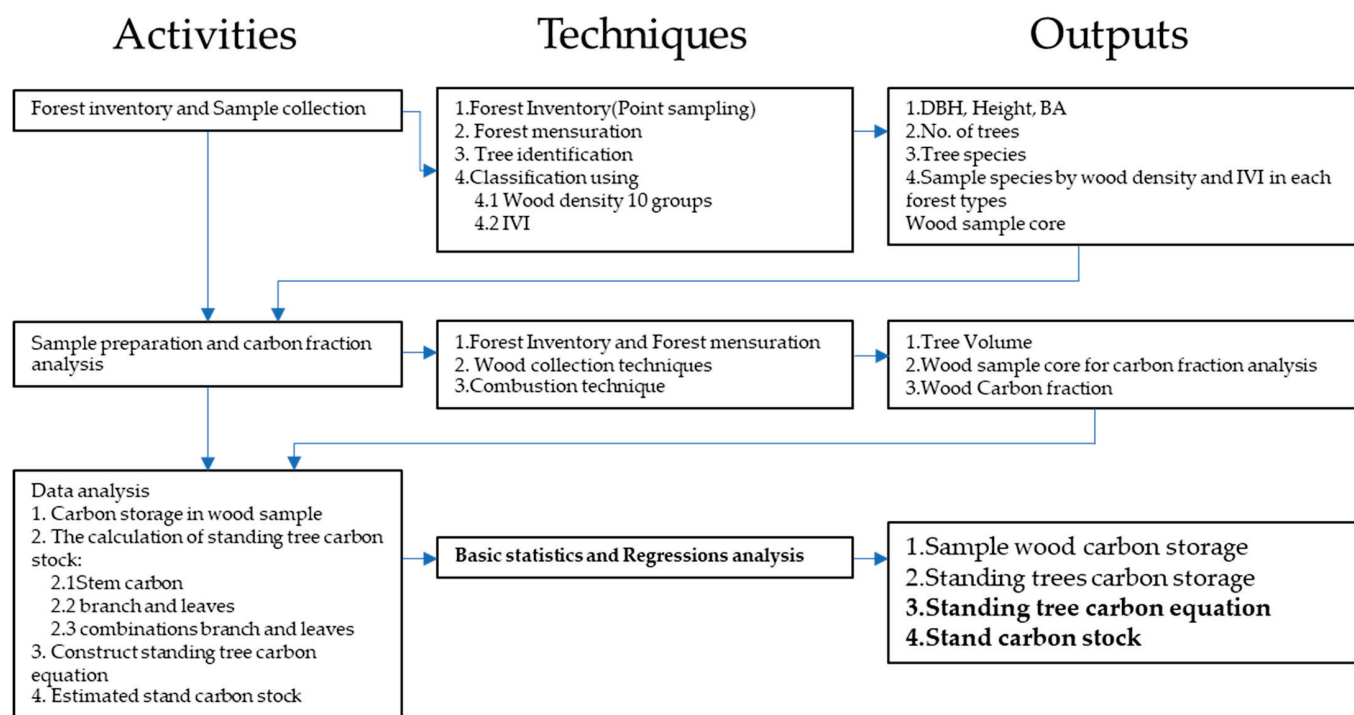 Activities
Techniques
Outputs
Forest inventory and Sample collection
1.Forest Inventory(Point sampling)
2. Forest mensuration
3. Tree identification
4.Classification using
4.1 Wood density 10 groups
4.2 IVI
1.DBH, Height, BA
2.No. of trees
3.Tree species
4.Sample species by wood density and IVI in each
forest types
Wood sample core
Sample preparation and carbon fraction
analysis
1.Forest Inventory and Forest mensuration
2. Wood collection techniques
3.Combustion technique
1.Tree Volume
2.Wood sample core for carbon fraction analysis
3.Wood Carbon fraction
Data analysis
1. Carbon storage in wood sample
2. The calculation of standing tree carbon
stock:
2.1Stem carbon
2.2 branch and leaves
2.3 combinations branch and leaves
3. Construct standing tree carbon
equation
4. Estimated stand carbon stock
Basic statistics and Regressions analysis
1.Sample wood carbon storage
2.Standing trees carbon storage
3.Standing tree carbon equation
4.Stand carbon stock